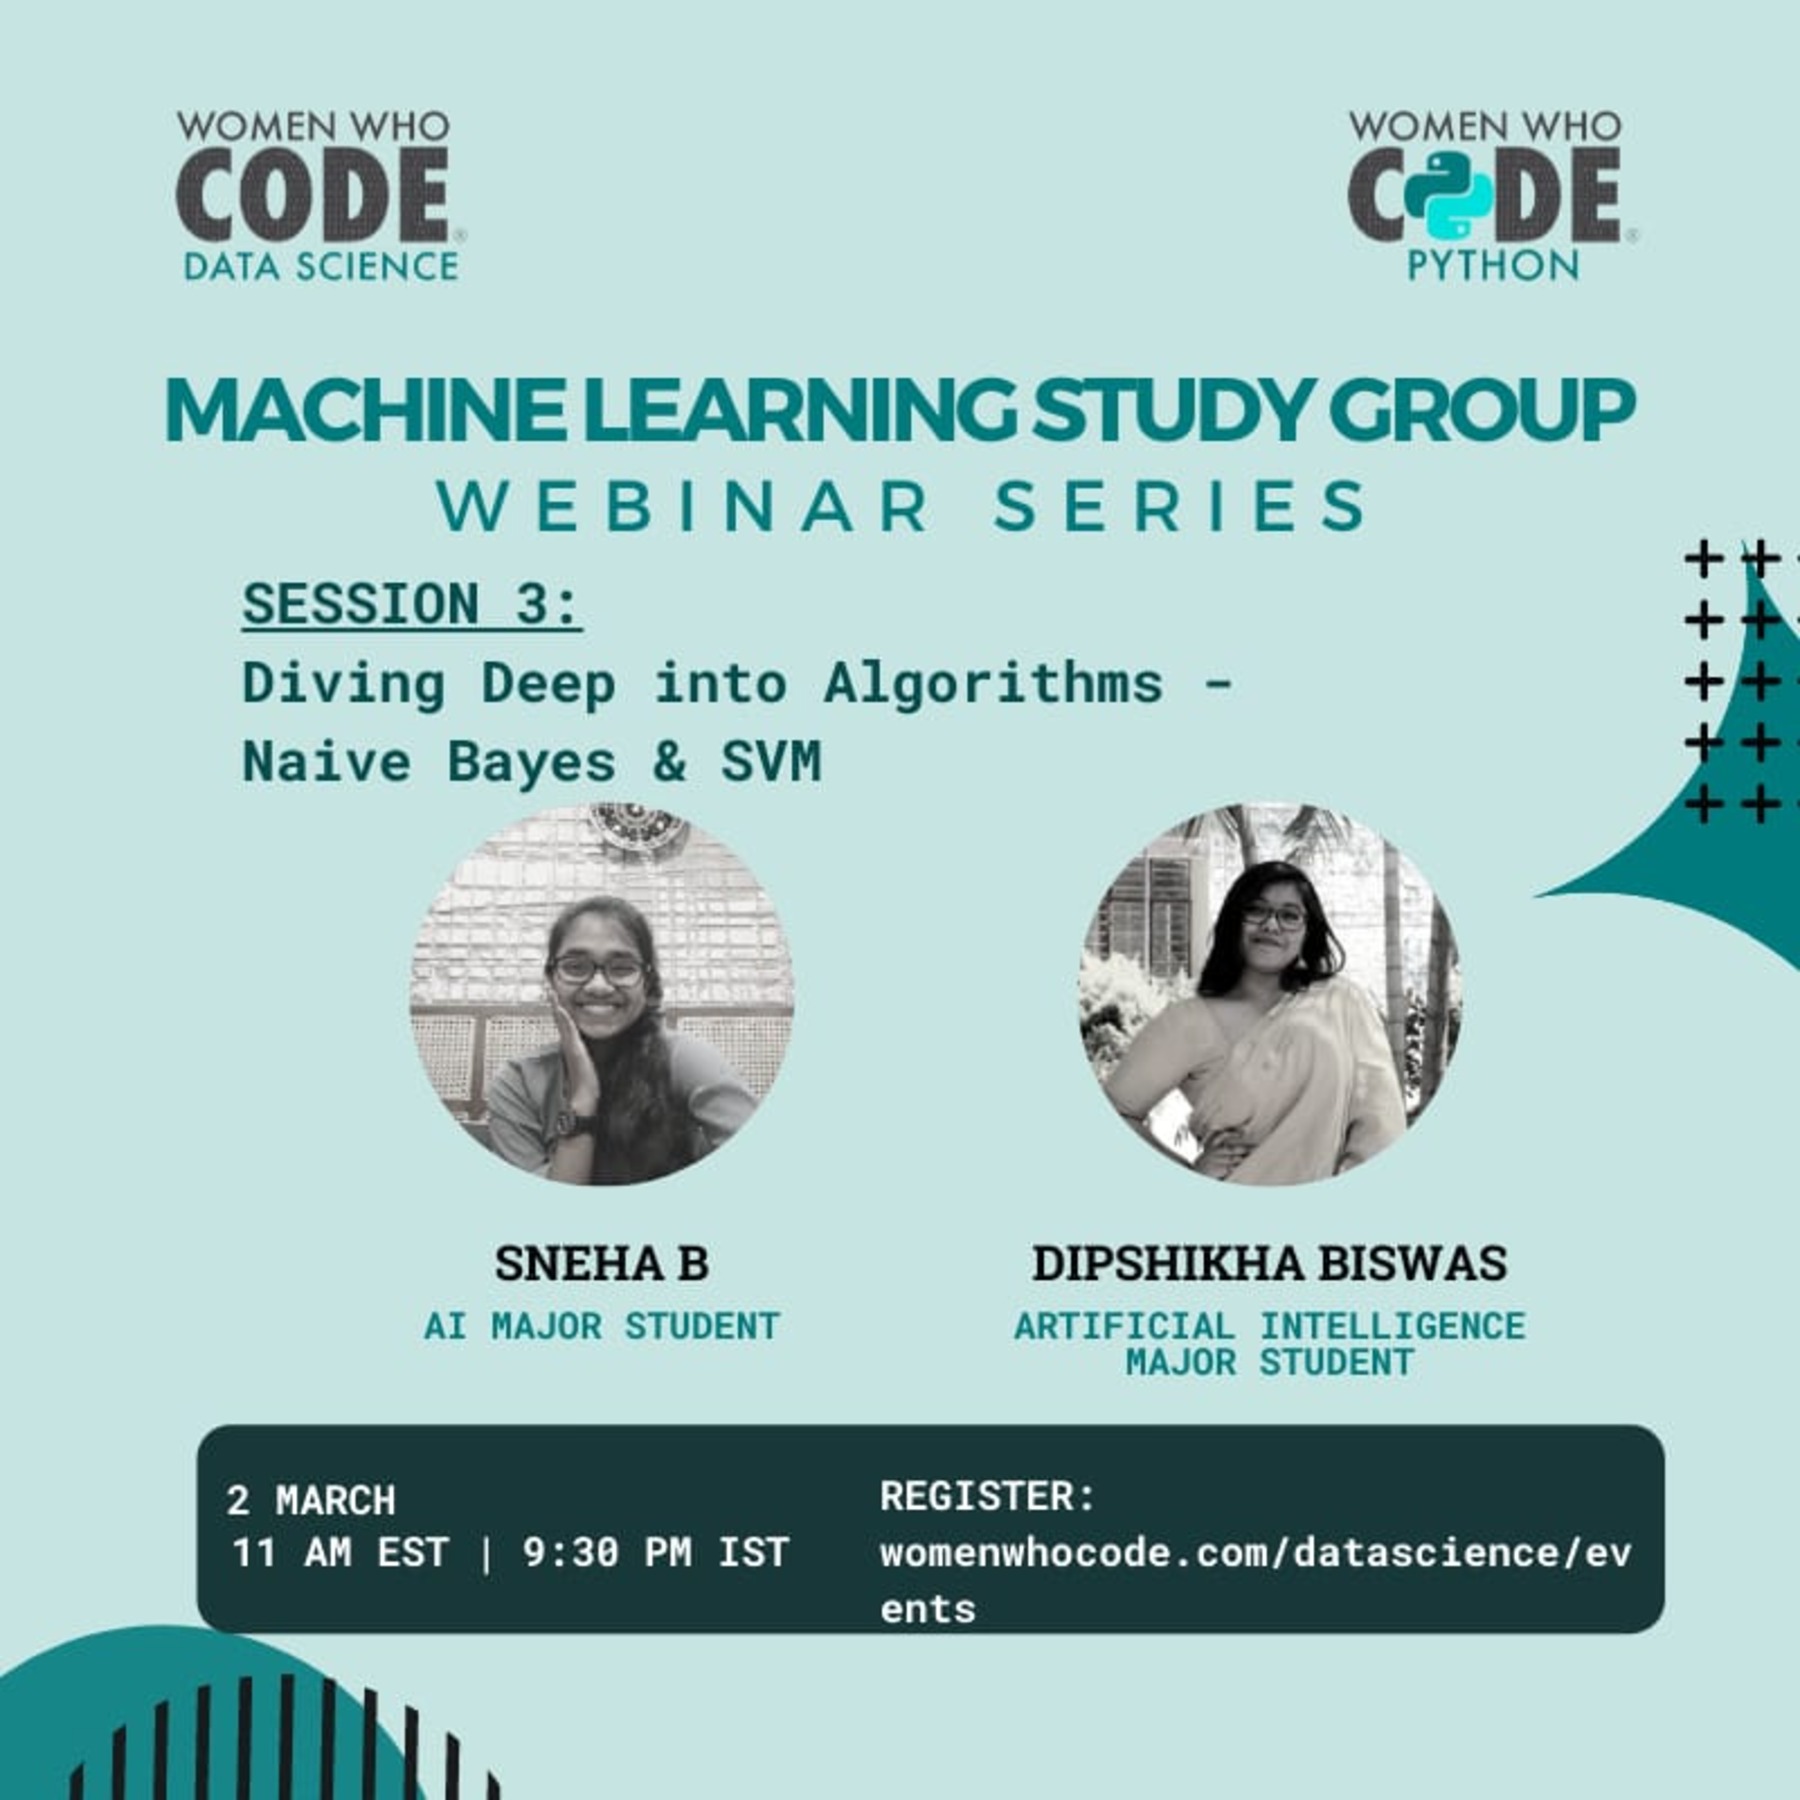 WOMEN WHO
CODE®
DATA SCIENCE
WOMEN WHO
CODE®
PYTHON
MACHINE LEARNING STUDY GROUP
WEBINAR SERIES
SESSION 3:
Diving Deep into Algorithms -
Naive Bayes & SVM
SNEHA B
AI MAJOR STUDENT
DIPSHIKHA BISWAS
ARTIFICIAL INTELLIGENCE
MAJOR STUDENT
2 MARCH
11 AM EST | 9:30 PM IST
REGISTER:
womenwhocode.com/datascience/ev
ents